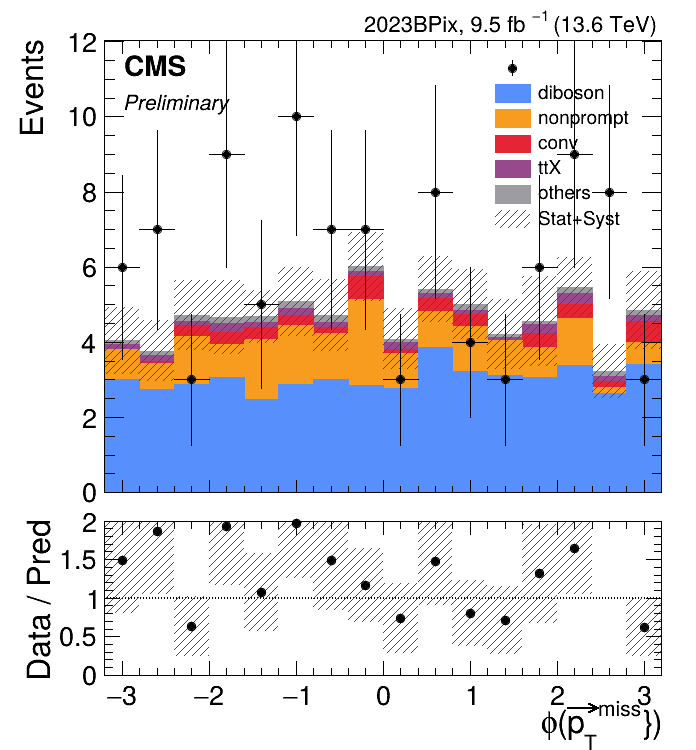 2023BPix, 9.5 fb⁻¹ (13.6 TeV)
CMS
Preliminary
diboson
nonprompt
conv
ttX
others
Stat+Syst
Events
12
10
8
6
4
2
0
Data / Pred
2
1.5
1
0.5
0
−3 −2 −1 0 1 2 3
ϕ(p⃗_T^miss})